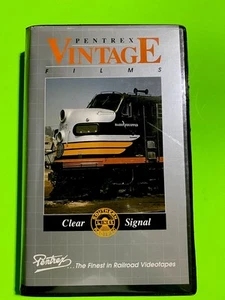 PENTREX
VINTAGE
FILMS
Clear Signal
Pentrex
...The Finest in Railroad Videotapes